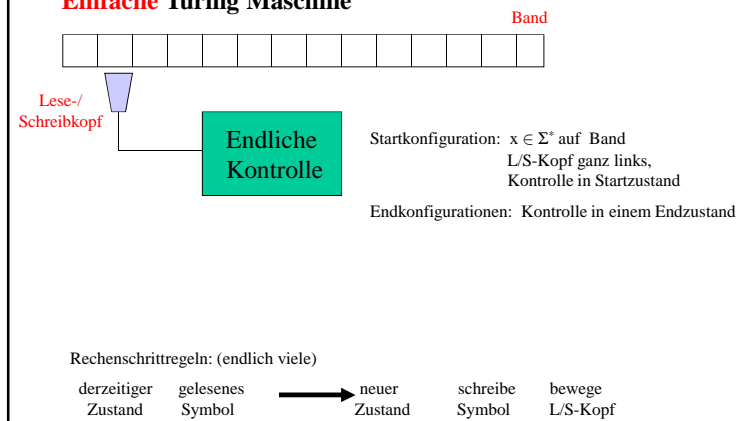 Einfache Turing Maschine
Band
Lese-/
Schreibkopf
Endliche
Kontrolle
Startkonfiguration: x ∈ Σ* auf Band
L/S-Kopf ganz links,
Kontrolle in Startzustand
Endkonfigurationen: Kontrolle in einem Endzustand
Rechenschrittregeln: (endlich viele)
derzeitiger gelesenes neuer schreibe bewege
Zustand Symbol Zustand Symbol L/S-Kopf